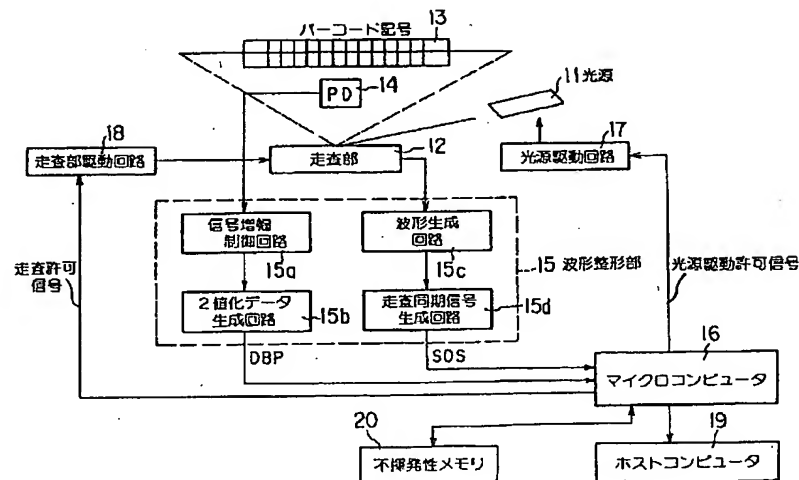 バーコード記号
13
PD
14
11光源
18
走査部駆動回路
走査部
12
17
光源駆動回路
信号増幅
制御回路
15a
波形生成
回路
15c
走査許可
信号
15 波形整形部
光源駆動許可信号
2値化データ
生成回路
15b
走査同期信号
生成回路
15d
DBP
SOS
16
マイクロコンピュータ
20
不揮発性メモリ
19
ホストコンピュータ